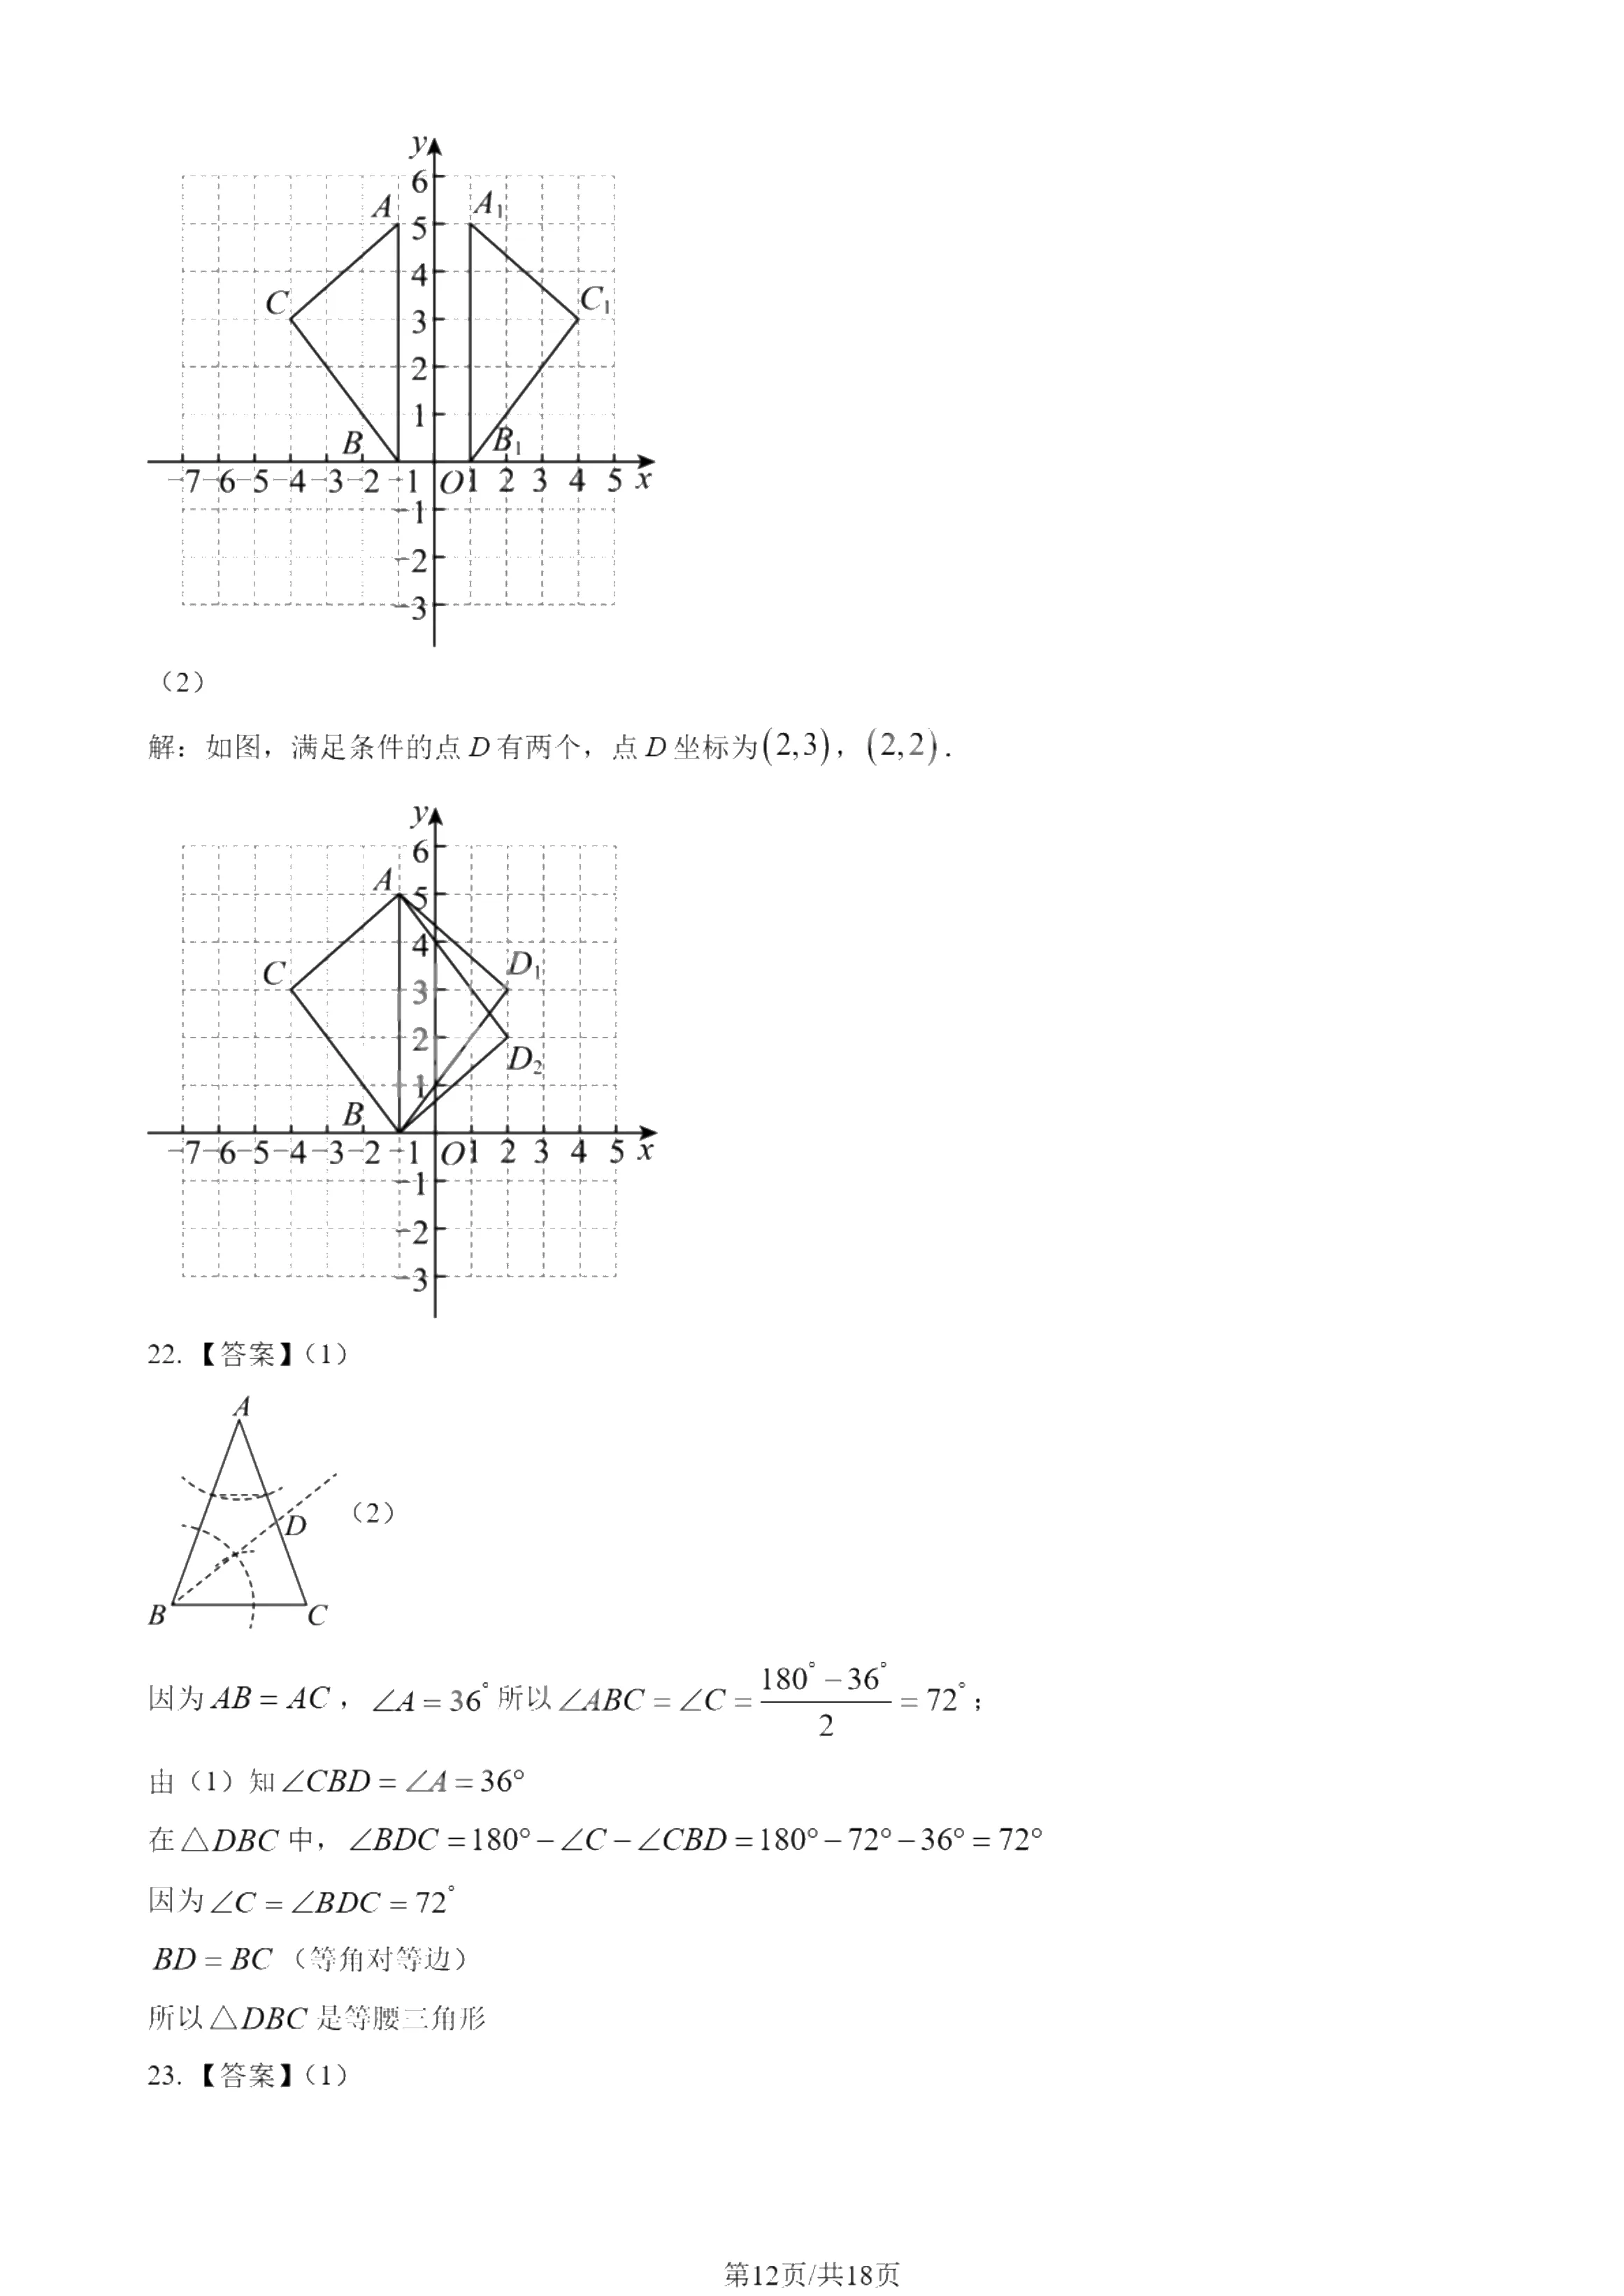 y
6
A A₁
5
4
C C₁
3
2
1
B B₁
-7 -6 -5 -4 -3 -2 -1 O 1 2 3 4 5 x
-1
-2
-3
（2）
解：如图，满足条件的点 D 有两个，点 D 坐标为(2,3)，(2,2)．
y
6
A
5
4
C D₁
3
2
D₂
1
B
-7 -6 -5 -4 -3 -2 -1 O 1 2 3 4 5 x
-1
-2
-3
22. 【答案】（1）
A
D （2）
B C
因为 AB = AC ，∠A = 36° 所以 ∠ABC = ∠C = (180° − 36°)/2 = 72° ；
由（1）知 ∠CBD = ∠A = 36°
在 △DBC 中，∠BDC = 180° − ∠C − ∠CBD = 180° − 72° − 36° = 72°
因为 ∠C = ∠BDC = 72°
BD = BC （等角对等边）
所以 △DBC 是等腰三角形
23. 【答案】（1）
第12页/共18页